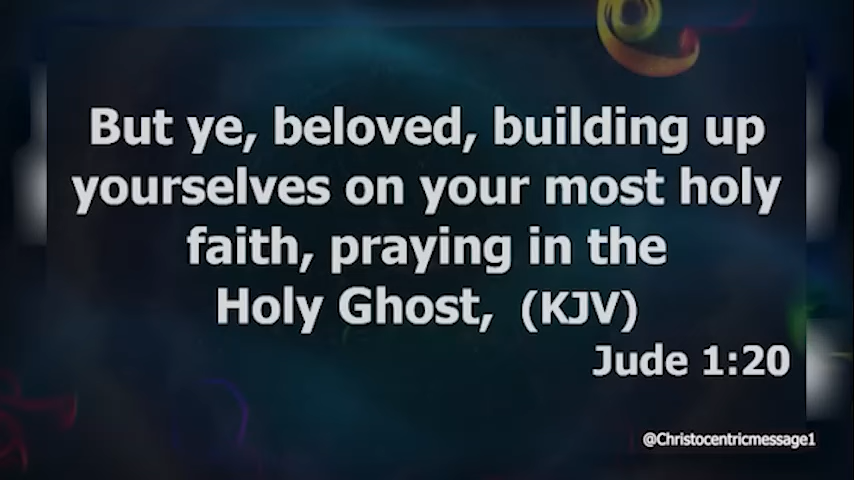 But ye, beloved, building up
yourselves on your most holy
faith, praying in the
Holy Ghost, (KJV)
Jude 1:20
@Christocentricmessage1